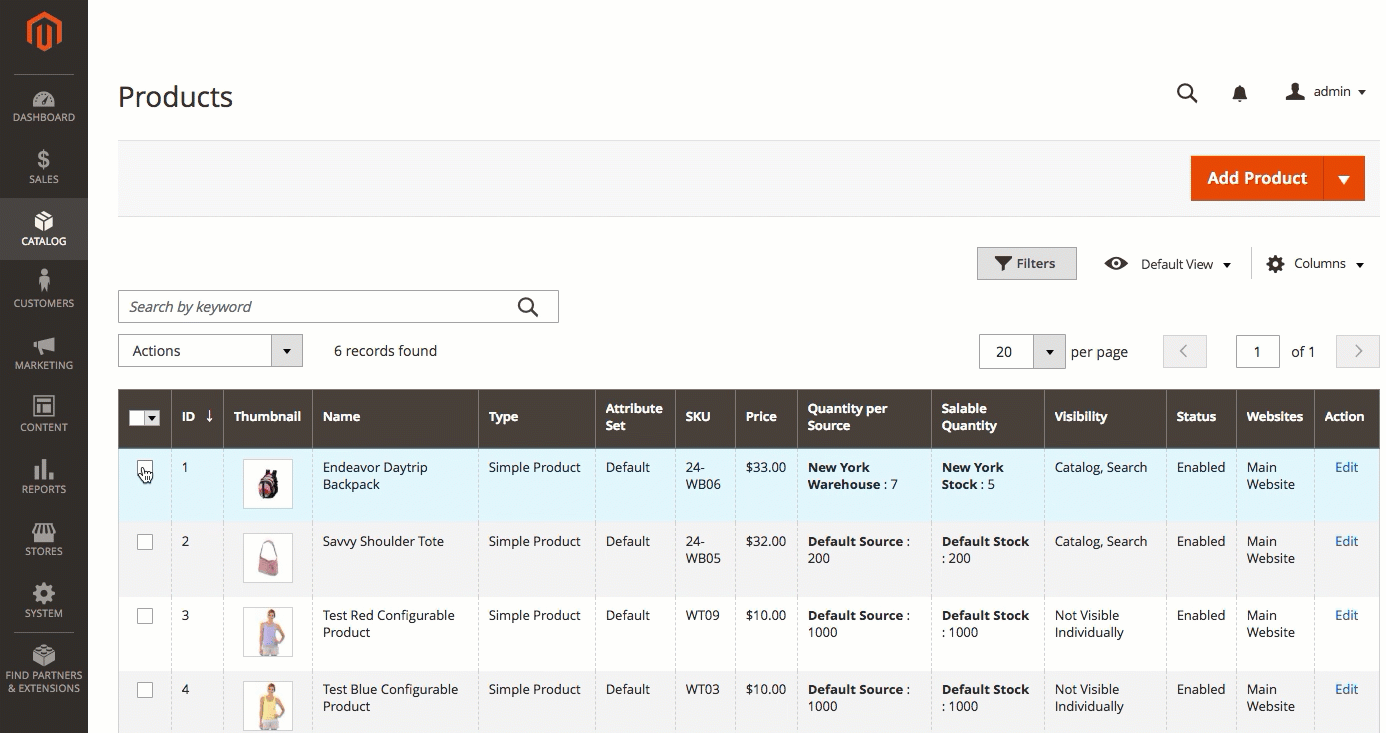 Products
admin
DASHBOARD
SALES
CATALOG
CUSTOMERS
MARKETING
CONTENT
REPORTS
STORES
SYSTEM
FIND PARTNERS
& EXTENSIONS
Add Product
Filters
Default View
Columns
Search by keyword
Actions
6 records found
20
per page
1
of 1
ID ↓
Thumbnail
Name
Type
Attribute
Set
SKU
Price
Quantity per
Source
Salable
Quantity
Visibility
Status
Websites
Action
1
Endeavor Daytrip
Backpack
Simple Product
Default
24-
WB06
$33.00
New York
Warehouse : 7
New York
Stock : 5
Catalog, Search
Enabled
Main
Website
Edit
2
Savvy Shoulder Tote
Simple Product
Default
24-
WB05
$32.00
Default Source :
200
Default Stock
: 200
Catalog, Search
Enabled
Main
Website
Edit
3
Test Red Configurable
Product
Simple Product
Default
WT09
$10.00
Default Source :
1000
Default Stock
: 1000
Not Visible
Individually
Enabled
Main
Website
Edit
4
Test Blue Configurable
Product
Simple Product
Default
WT03
$10.00
Default Source :
1000
Default Stock
: 1000
Not Visible
Individually
Enabled
Main
Website
Edit